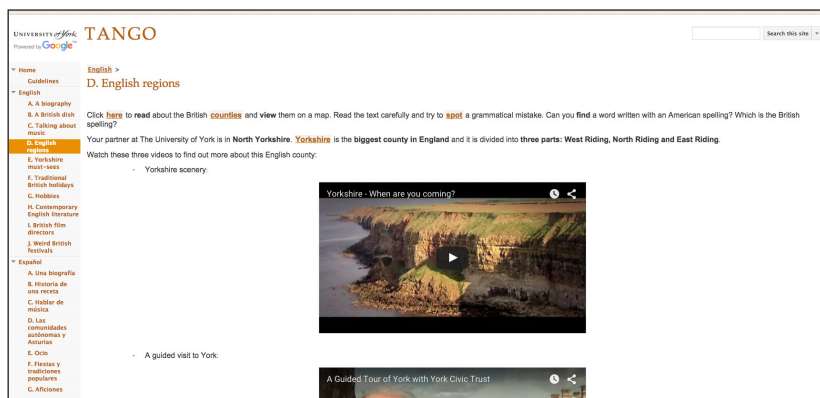 UNIVERSITY of York
Powered by Google™
TANGO
Search this site
Home
Guidelines
English
A. A biography
B. A British dish
C. Talking about
music
D. English
regions
E. Yorkshire
must-sees
F. Traditional
British holidays
G. Hobbies
H. Contemporary
English literature
I. British film
directors
J. Weird British
festivals
Español
A. Una biografía
B. Historia de
una receta
C. Hablar de
música
D. Las
comunidades
autónomas y
Asturias
E. Ocio
F. Fiestas y
tradiciones
populares
G. Aficiones
English >
D. English regions
Click here to read about the British counties and view them on a map. Read the text carefully and try to spot a grammatical mistake. Can you find a word written with an American spelling? Which is the British
spelling?
Your partner at The University of York is in North Yorkshire. Yorkshire is the biggest county in England and it is divided into three parts: West Riding, North Riding and East Riding.
Watch these three videos to find out more about this English county:
· Yorkshire scenery:
Yorkshire - When are you coming?
· A guided visit to York:
A Guided Tour of York with York Civic Trust